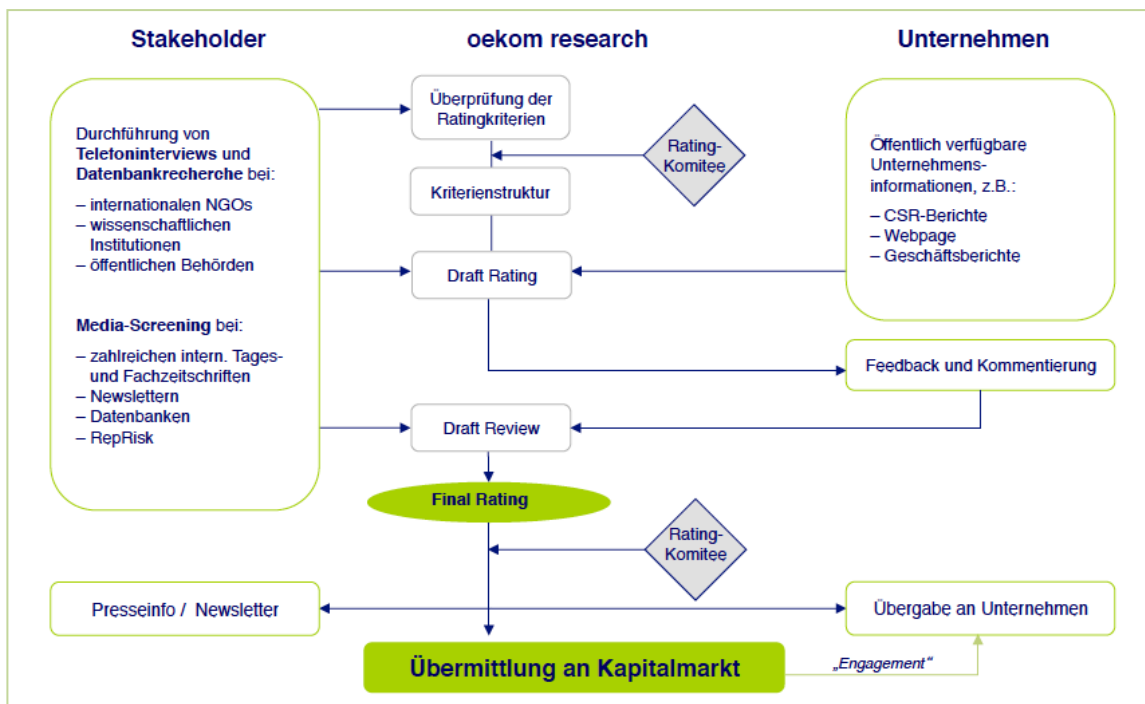 Stakeholder
oekom research
Unternehmen
Durchführung von
Telefoninterviews und
Datenbankrecherche bei:
– internationalen NGOs
– wissenschaftlichen
Institutionen
– öffentlichen Behörden
Media-Screening bei:
– zahlreichen intern. Tages-
und Fachzeitschriften
– Newslettern
– Datenbanken
– RepRisk
Überprüfung der
Ratingkriterien
Rating-
Komitee
Kriterienstruktur
Draft Rating
Öffentlich verfügbare
Unternehmens-
informationen, z.B.:
– CSR-Berichte
– Webpage
– Geschäftsberichte
Feedback und Kommentierung
Draft Review
Final Rating
Rating-
Komitee
Presseinfo / Newsletter
Übergabe an Unternehmen
Übermittlung an Kapitalmarkt
„Engagement“